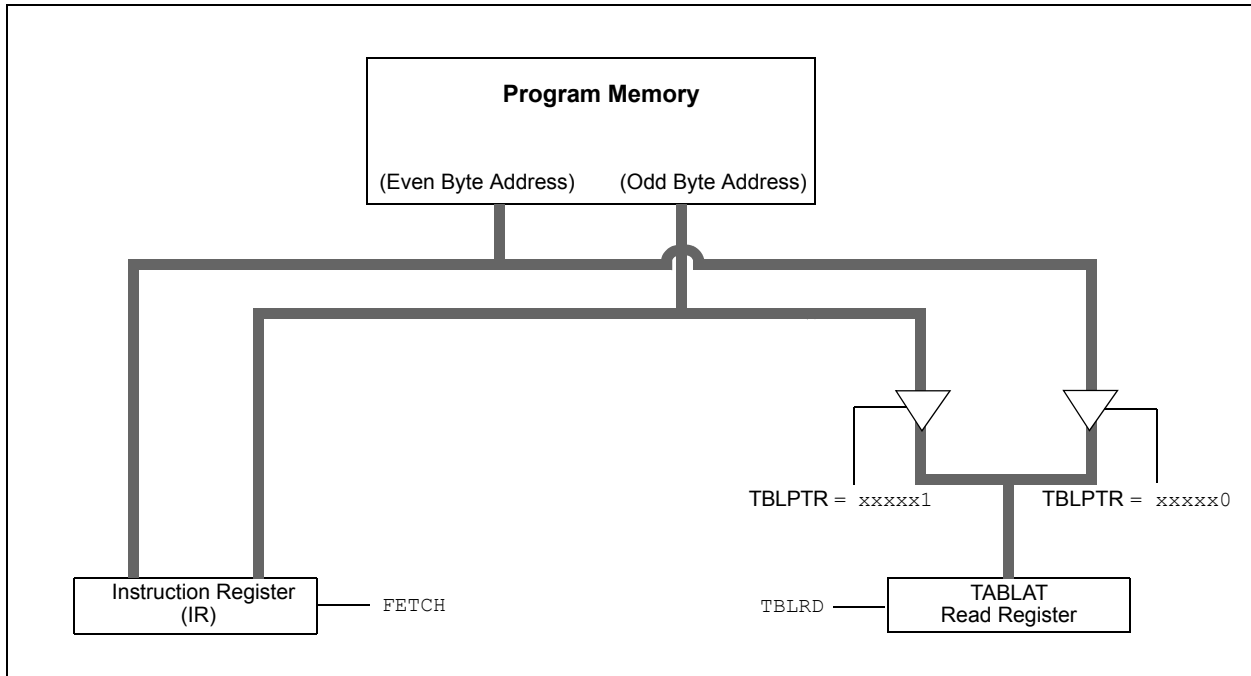 Program Memory
(Even Byte Address) (Odd Byte Address)
TBLPTR = xxxxx1 TBLPTR = xxxxx0
Instruction Register
(IR)
FETCH
TBLRD
TABLAT
Read Register